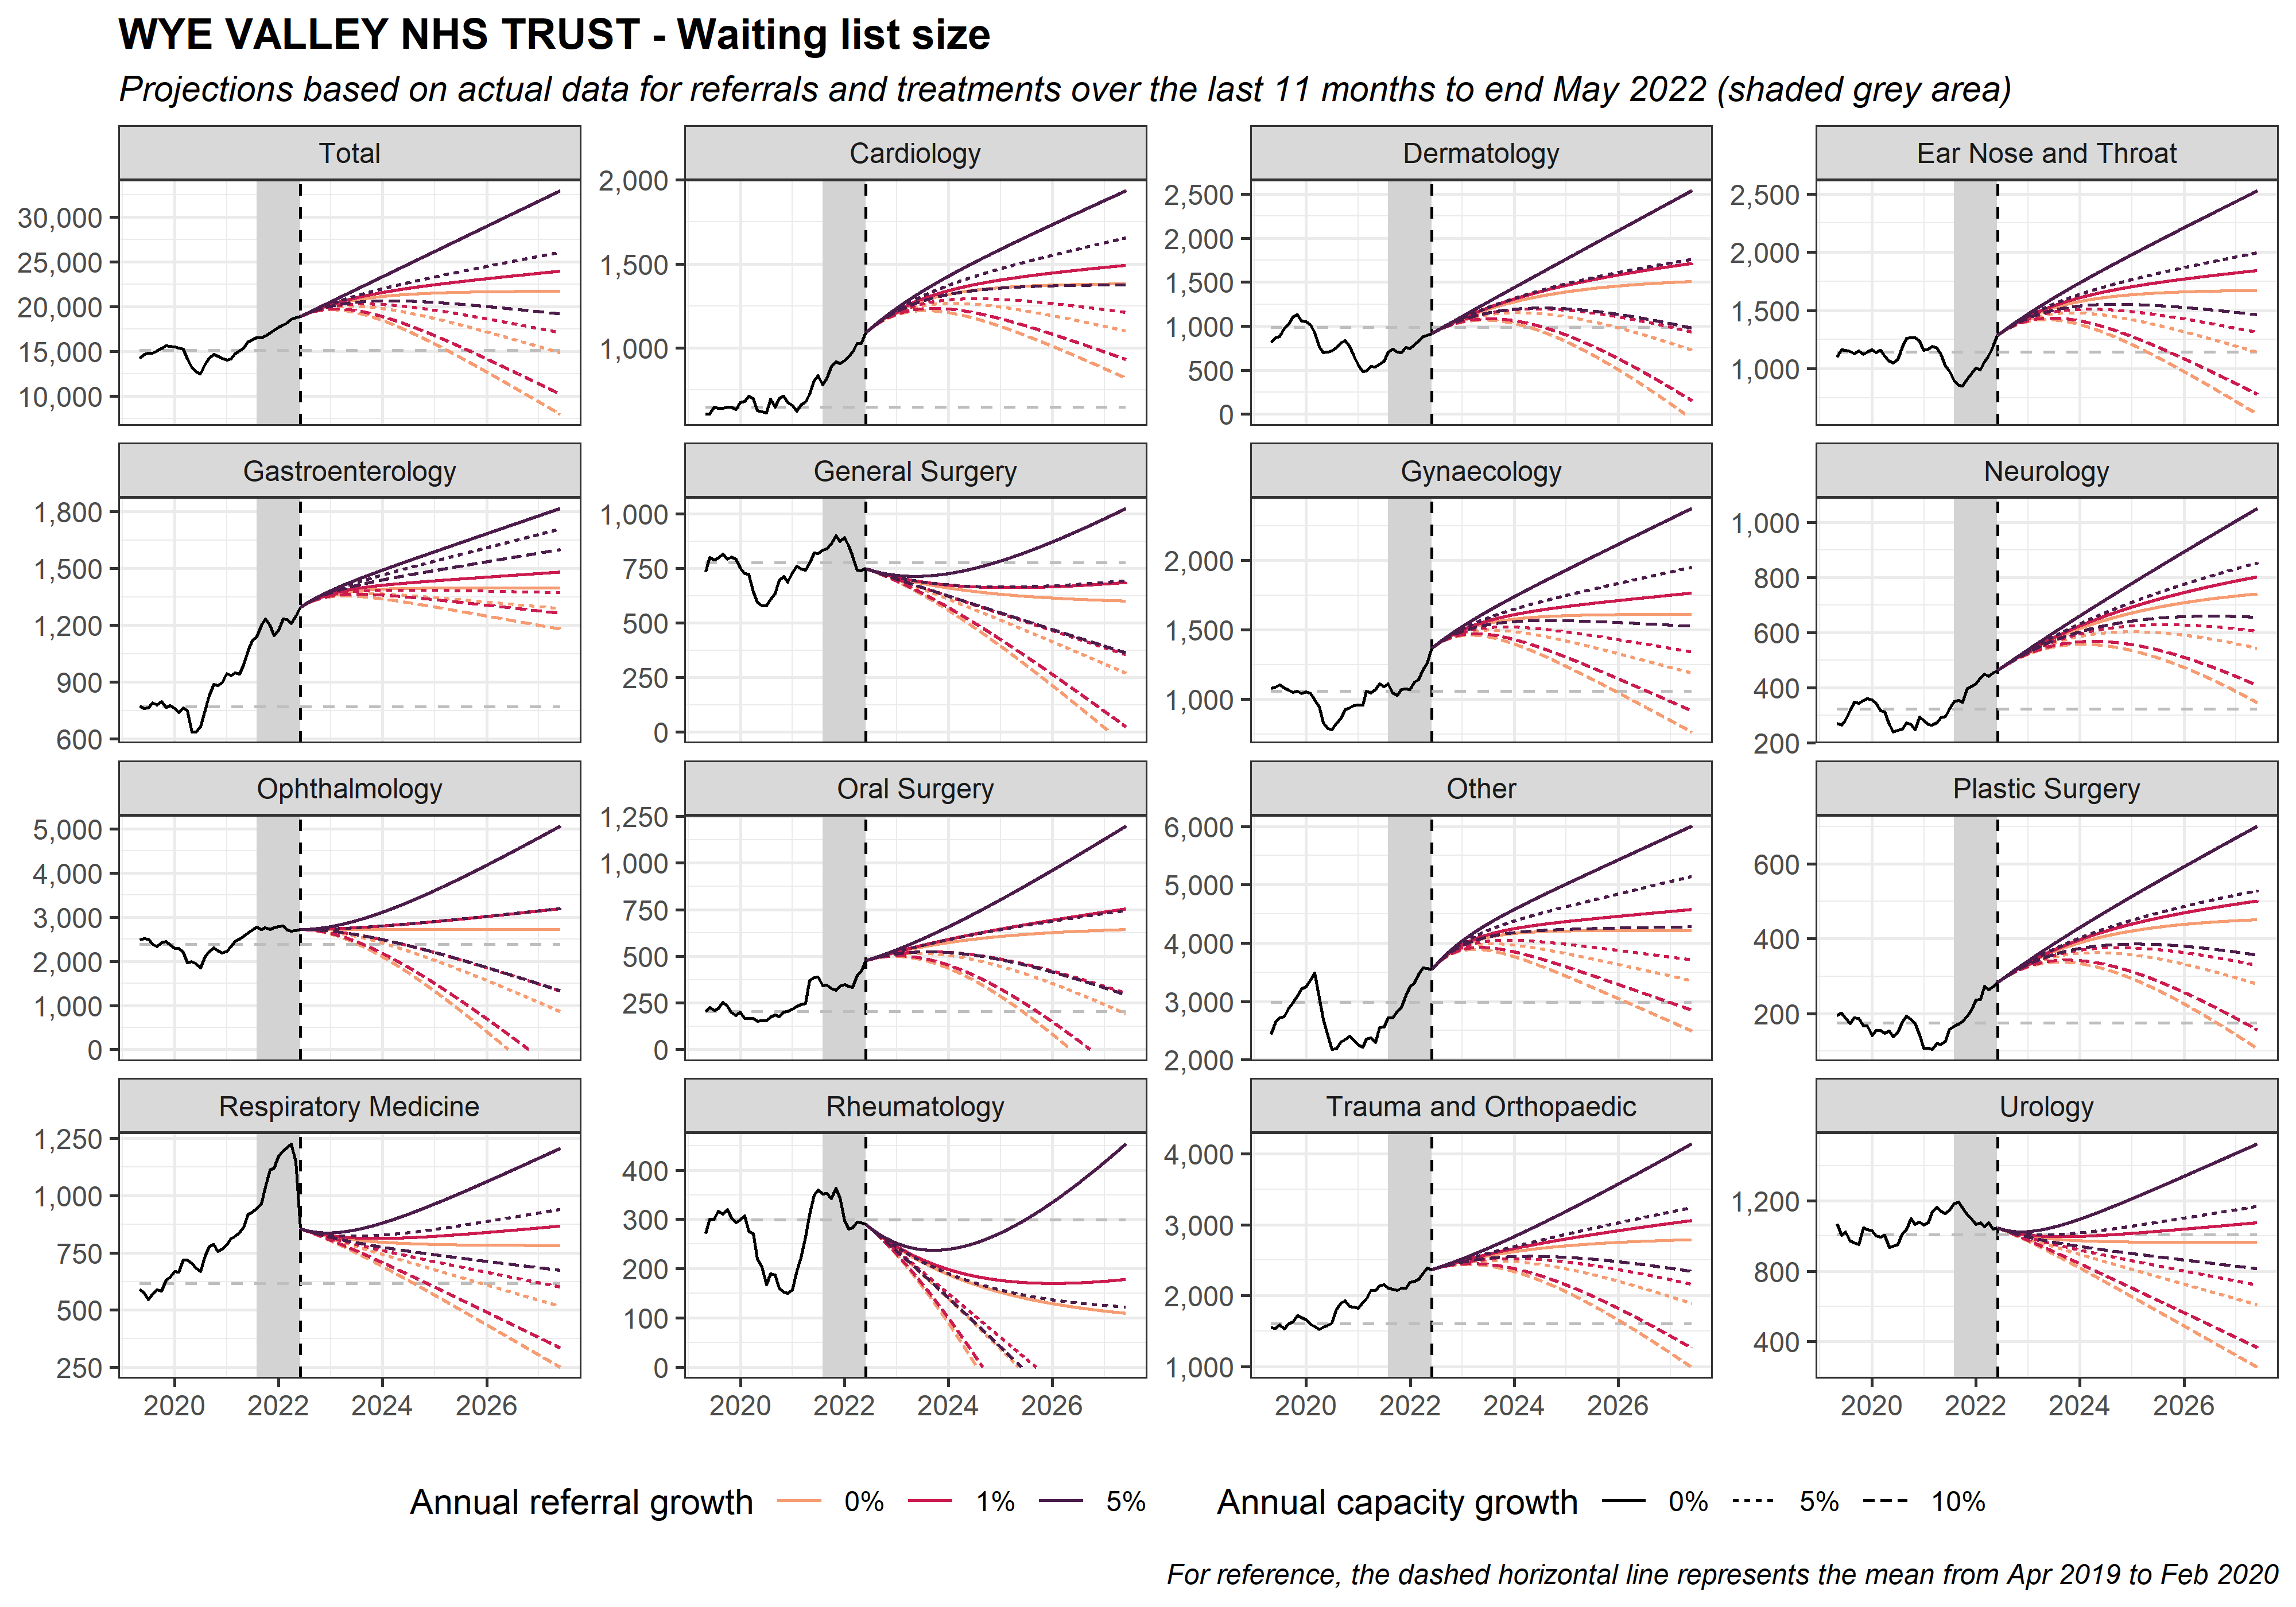 WYE VALLEY NHS TRUST - Waiting list size
Projections based on actual data for referrals and treatments over the last 11 months to end May 2022 (shaded grey area)
Total
30,000
25,000
20,000
15,000
10,000
Cardiology
2,000
1,500
1,000
Dermatology
2,500
2,000
1,500
1,000
500
0
Ear Nose and Throat
2,500
2,000
1,500
1,000
Gastroenterology
1,800
1,500
1,200
900
600
General Surgery
1,000
750
500
250
0
Gynaecology
2,000
1,500
1,000
Neurology
1,000
800
600
400
200
Ophthalmology
5,000
4,000
3,000
2,000
1,000
0
Oral Surgery
1,250
1,000
750
500
250
0
Other
6,000
5,000
4,000
3,000
2,000
Plastic Surgery
600
400
200
Respiratory Medicine
1,250
1,000
750
500
250
2020 2022 2024 2026
Rheumatology
400
300
200
100
0
2020 2022 2024 2026
Trauma and Orthopaedic
4,000
3,000
2,000
1,000
2020 2022 2024 2026
Urology
1,200
800
400
2020 2022 2024 2026
Annual referral growth 0% 1% 5%
Annual capacity growth 0% 5% 10%
For reference, the dashed horizontal line represents the mean from Apr 2019 to Feb 2020